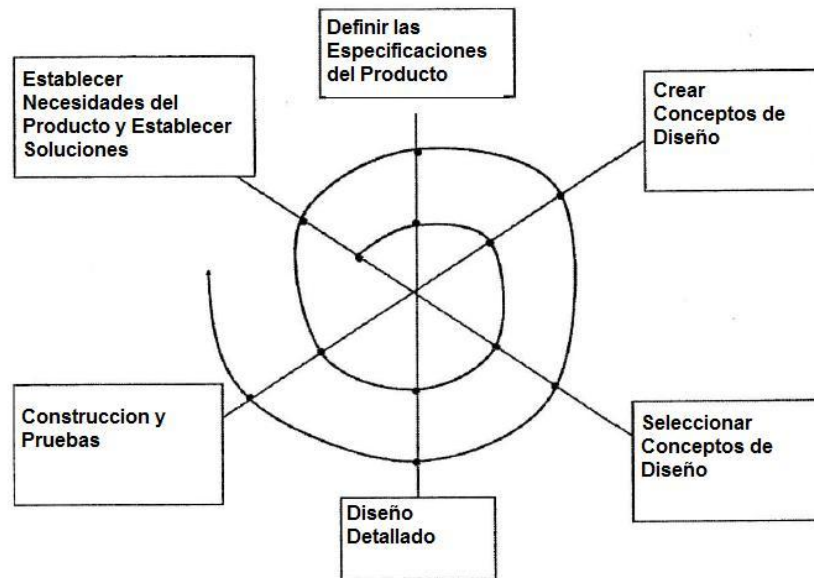 Definir las
Especificaciones
del Producto
Establecer
Necesidades del
Producto y Establecer
Soluciones
Crear
Conceptos de
Diseño
Construccion y
Pruebas
Seleccionar
Conceptos de
Diseño
Diseño
Detallado